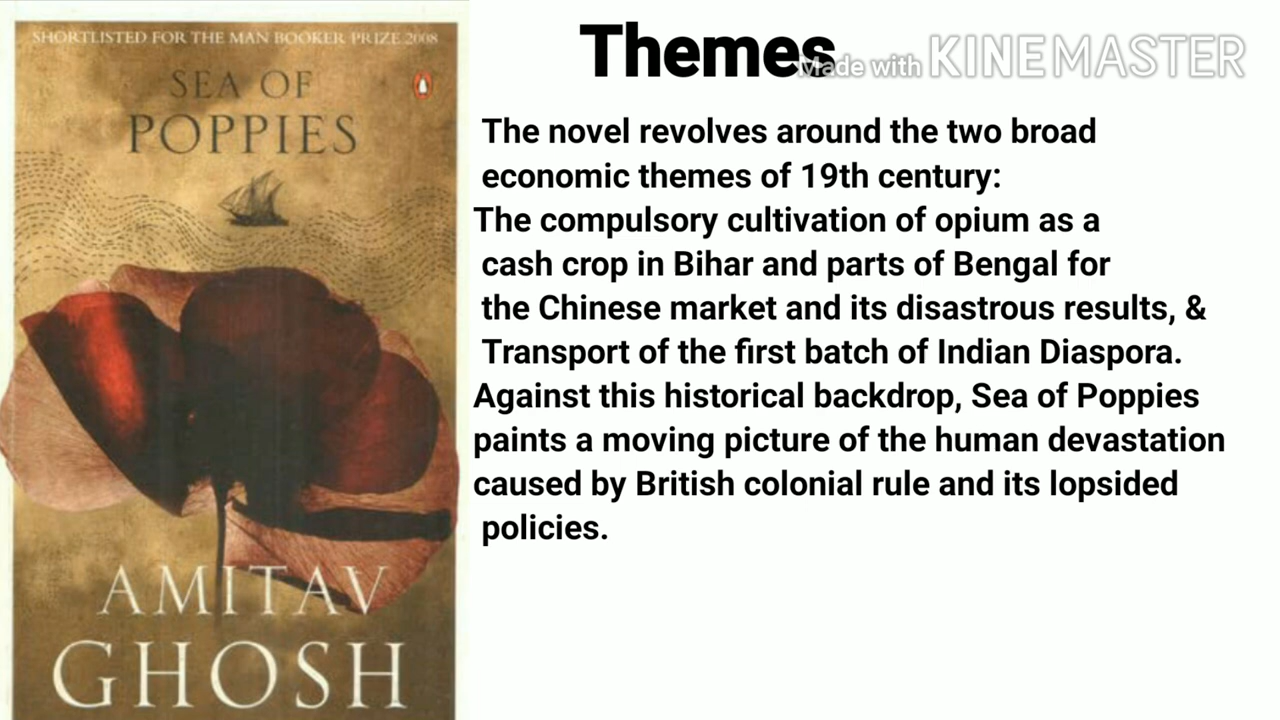 SHORTLISTED FOR THE MAN BOOKER PRIZE 2008
SEA OF
POPPIES
AMITAV
GHOSH
Themes
Made with KINEMASTER
The novel revolves around the two broad
economic themes of 19th century:
The compulsory cultivation of opium as a
cash crop in Bihar and parts of Bengal for
the Chinese market and its disastrous results, &
Transport of the first batch of Indian Diaspora.
Against this historical backdrop, Sea of Poppies
paints a moving picture of the human devastation
caused by British colonial rule and its lopsided
policies.